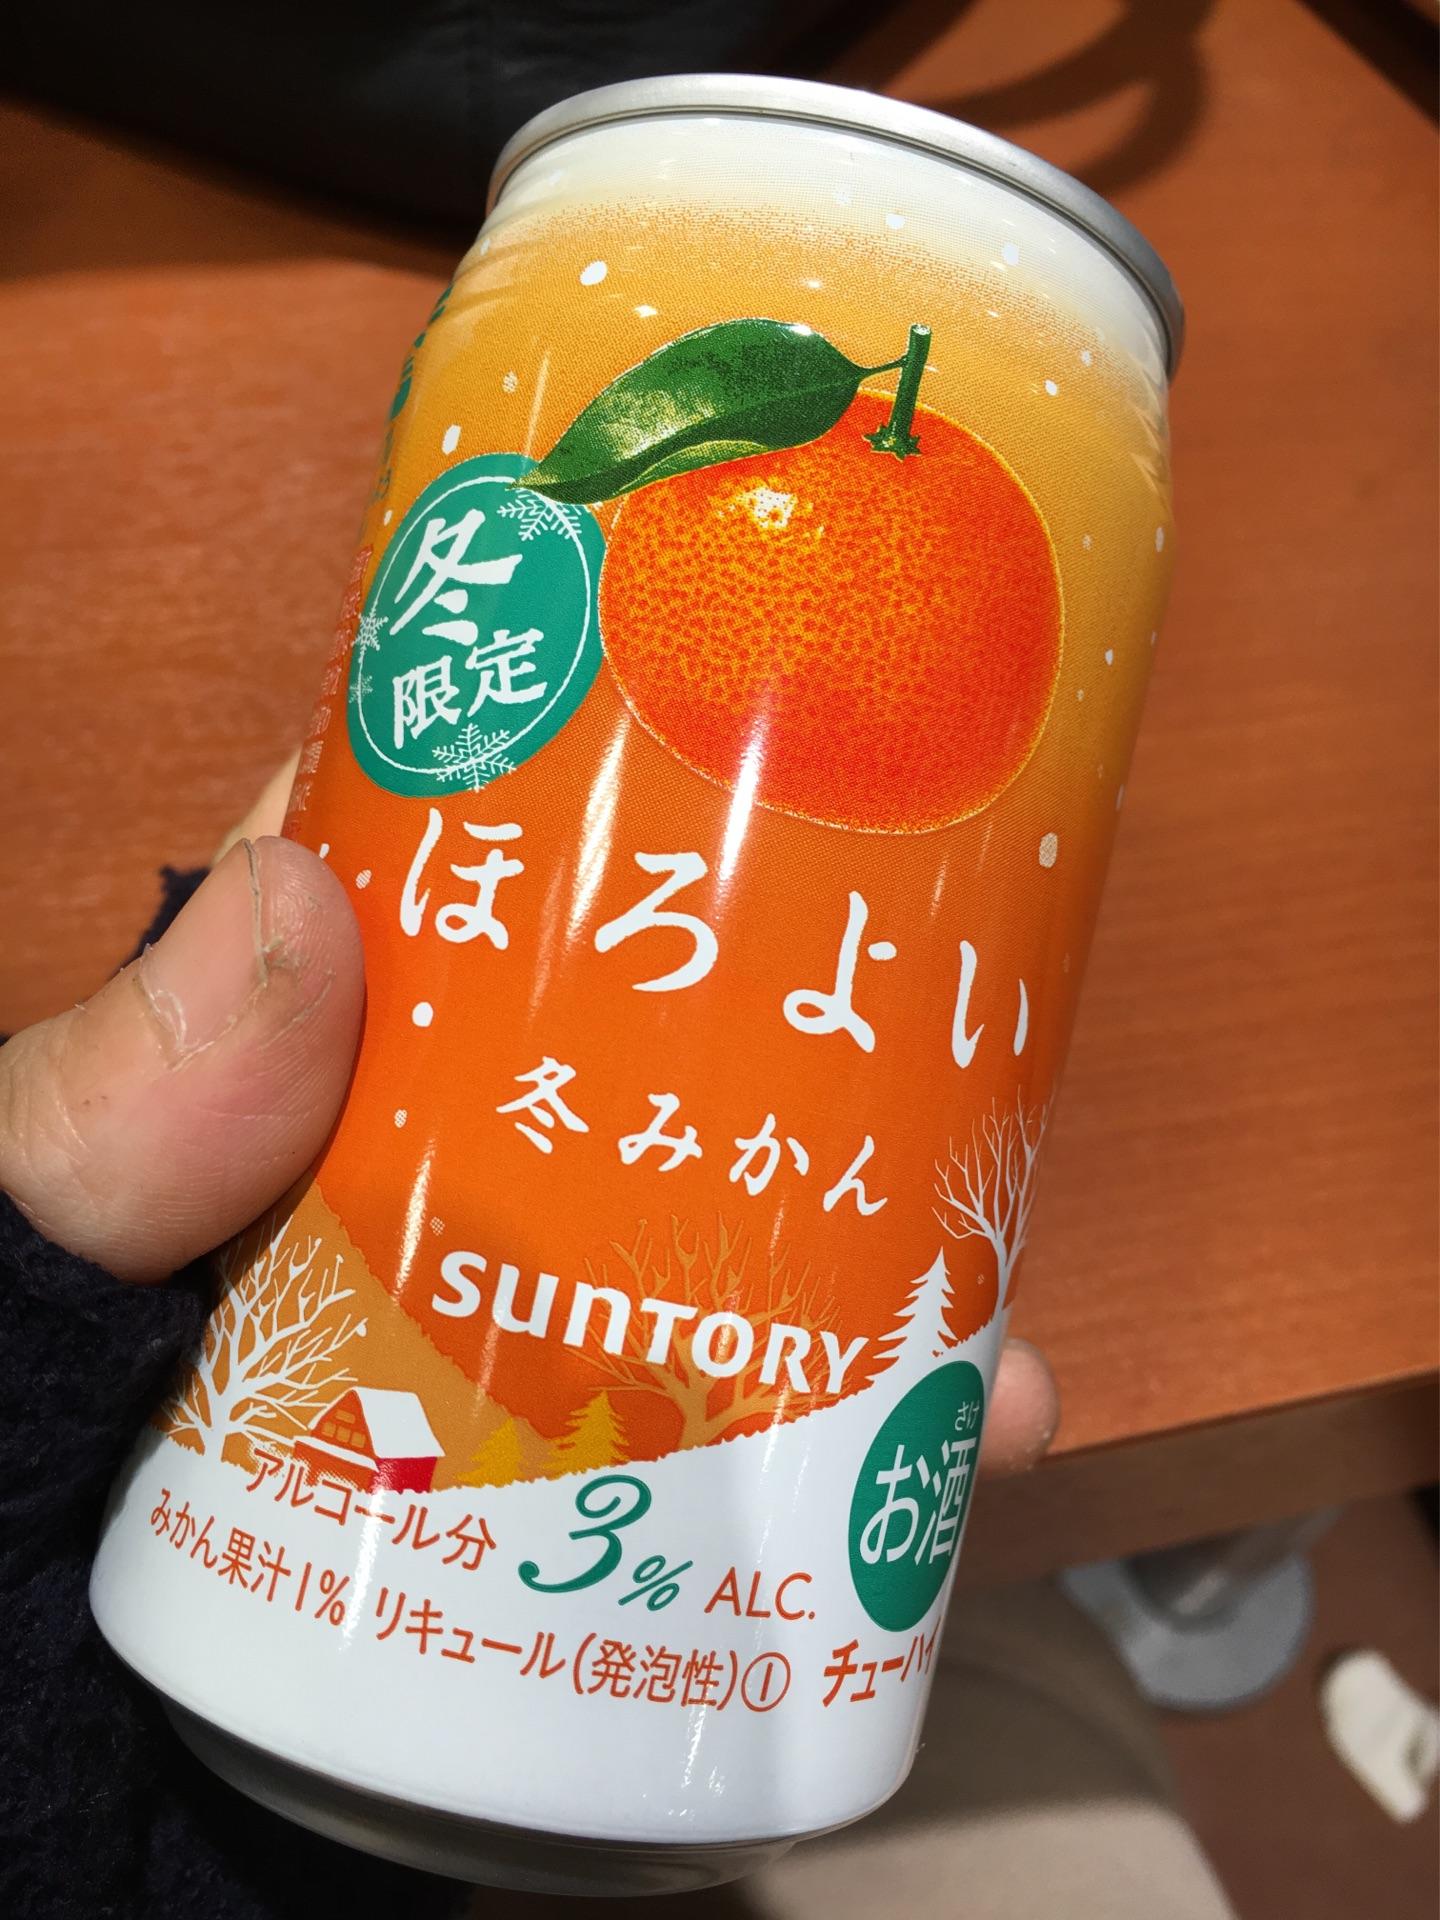 冬
限定
ほろよい
冬みかん
SUNTORY
さけ
お酒
アルコール分 3% ALC.
みかん果汁1% リキュール(発泡性)① チューハイ